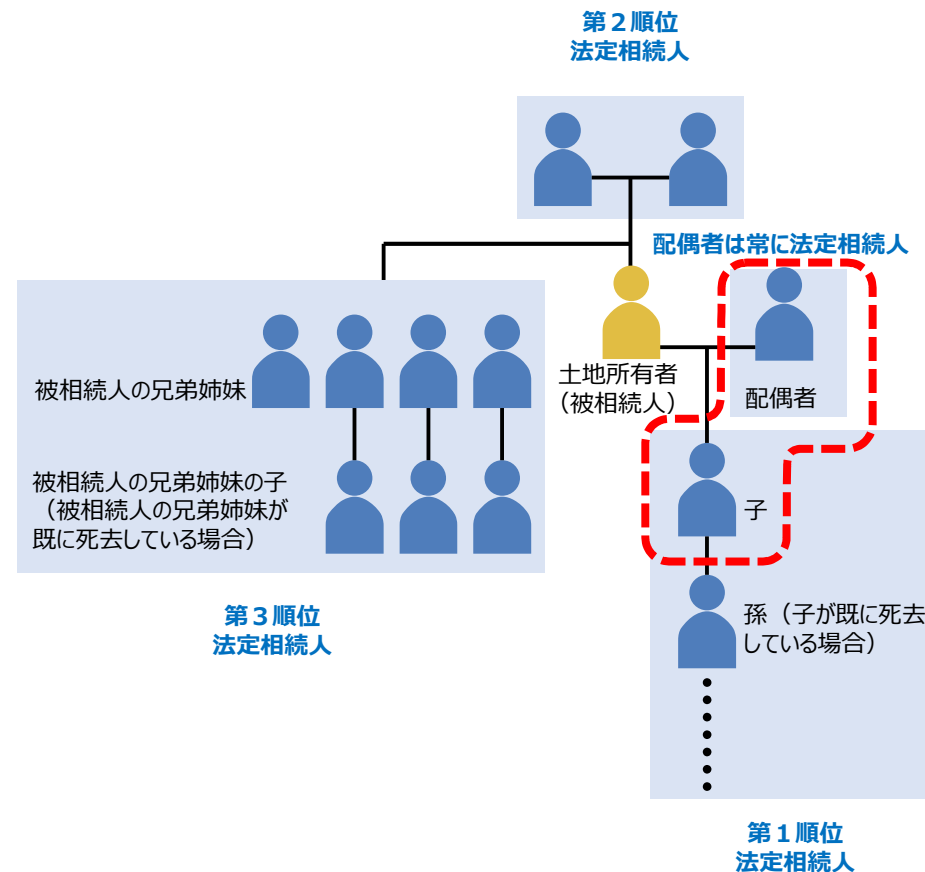 第２順位
法定相続人
配偶者は常に法定相続人
土地所有者
（被相続人）
配偶者
被相続人の兄弟姉妹
被相続人の兄弟姉妹の子
（被相続人の兄弟姉妹が
既に死去している場合）
子
孫（子が既に死去
している場合）
第３順位
法定相続人
第１順位
法定相続人